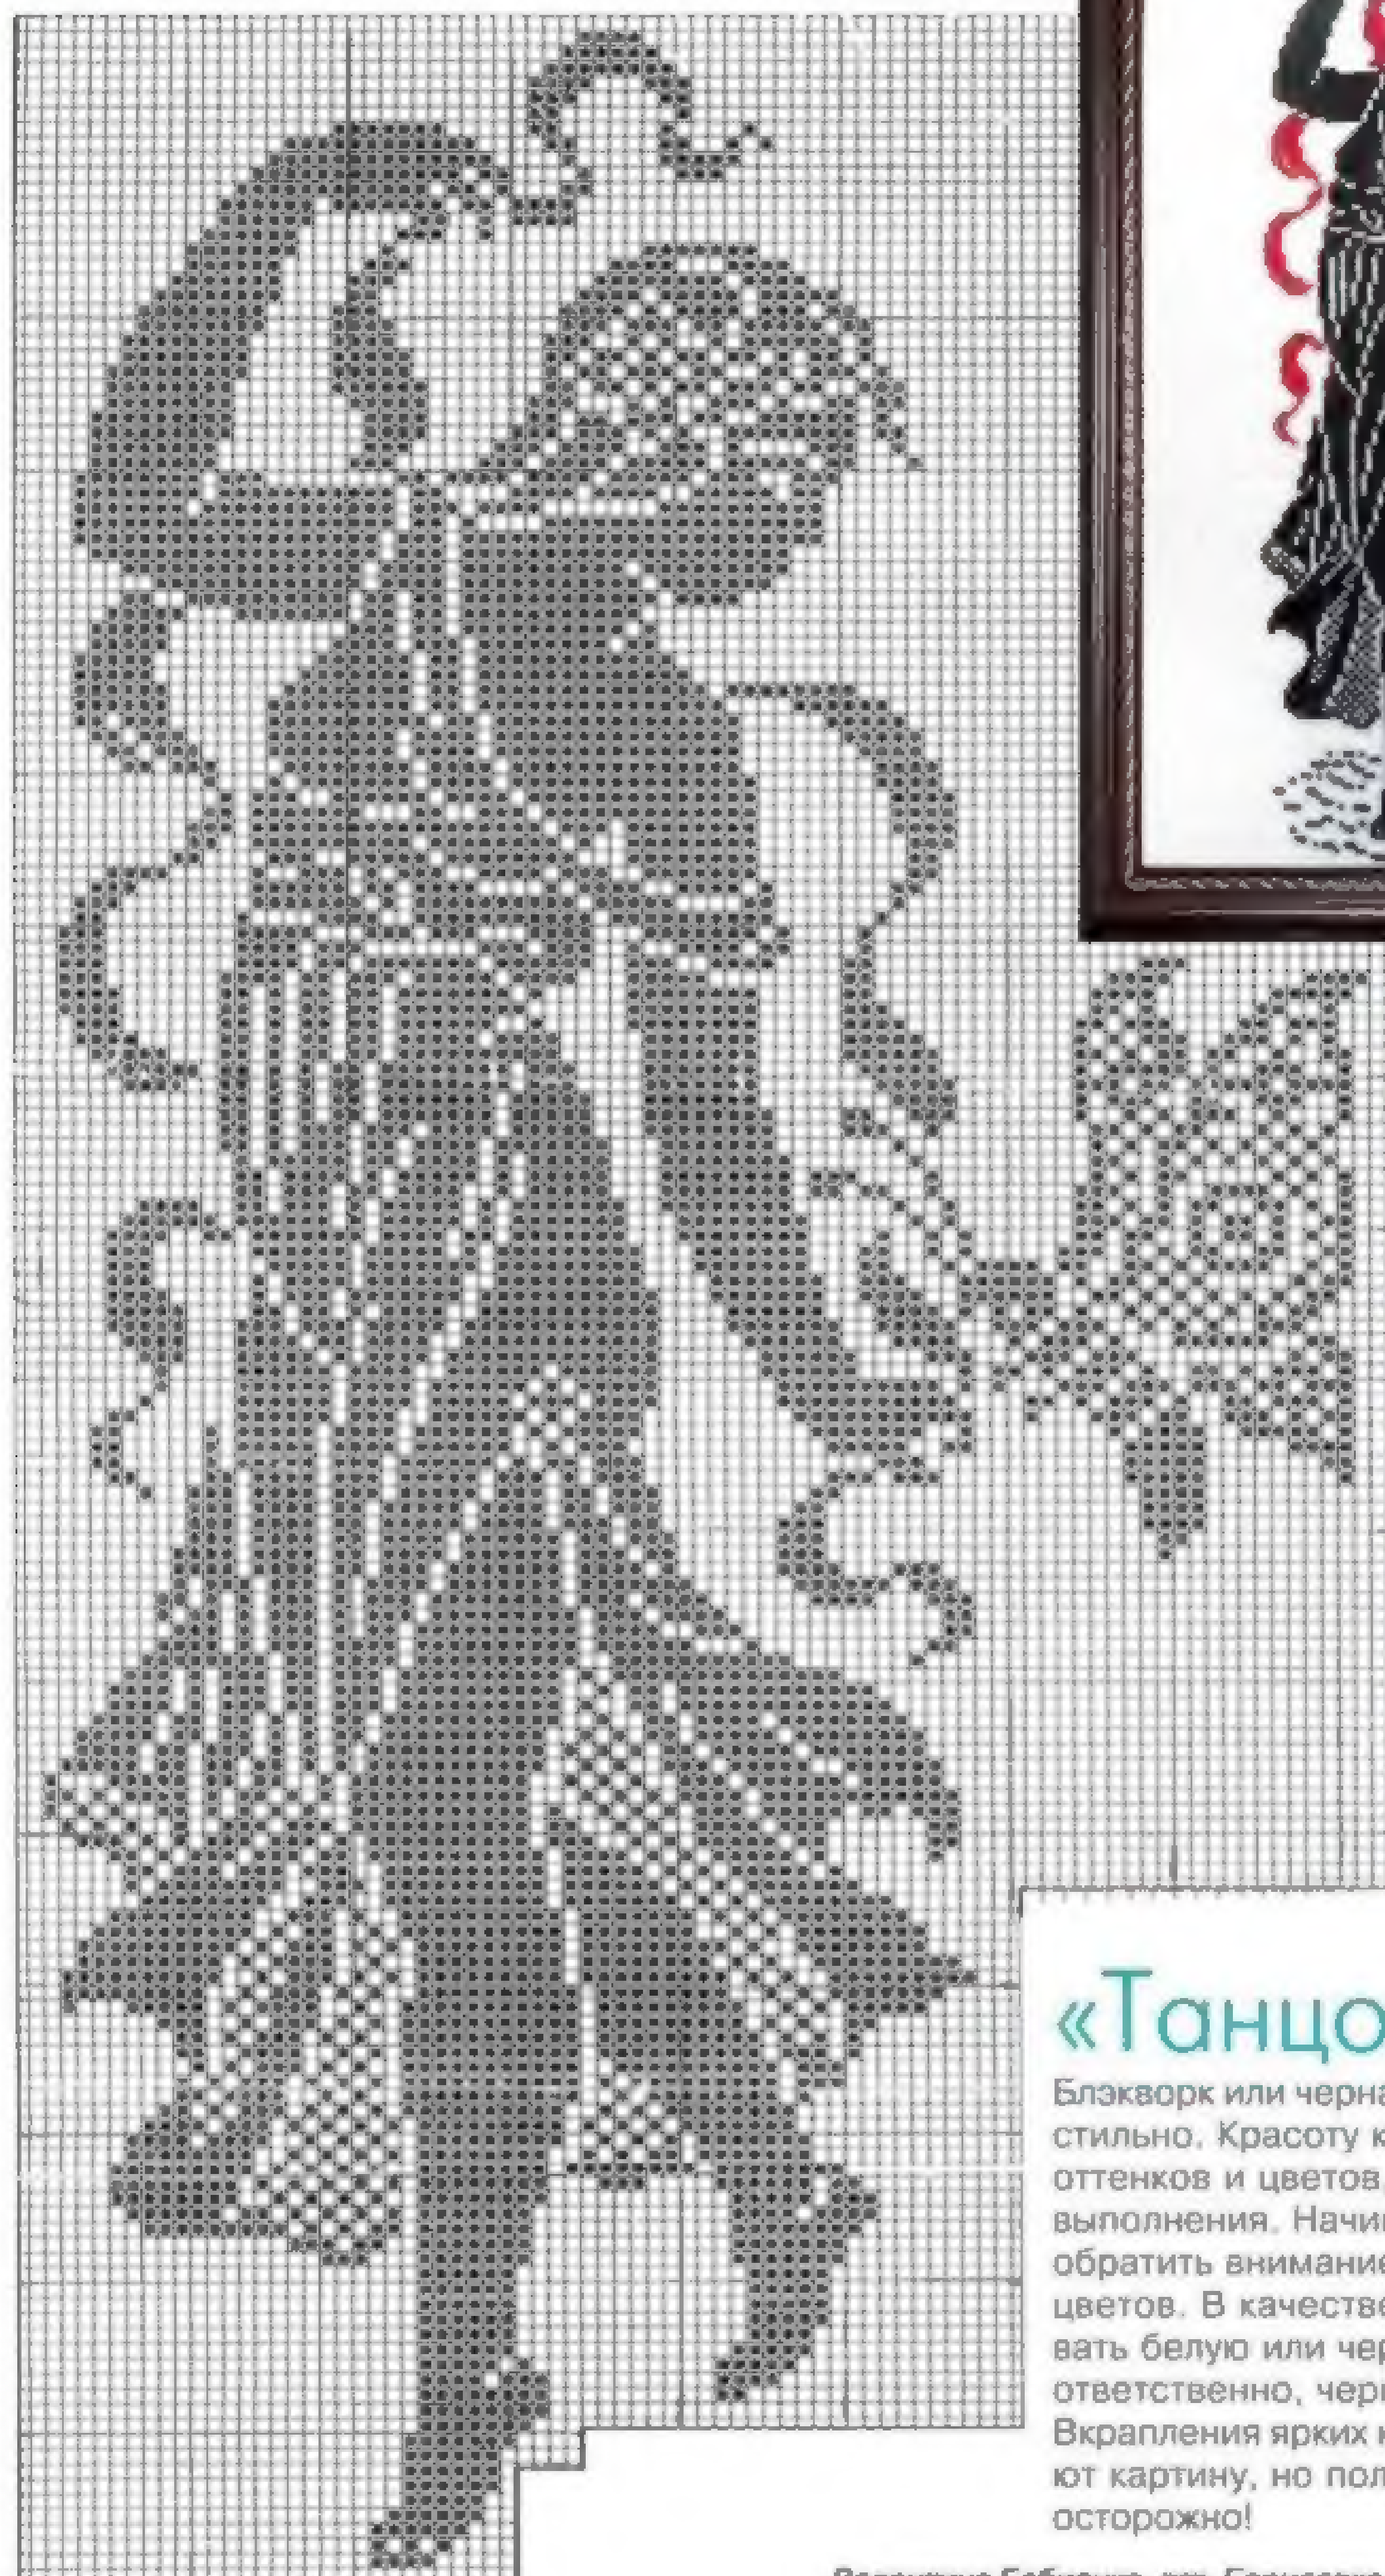 «Танцо
Блэкворк или черна
стильно. Красоту к
оттенков и цветов,
выполнения. Начи
обратить внимание
цветов. В качестве
вать белую или чер
ответственно, черн
Вкрапления ярких к
ют картину, но пол
осторожно!